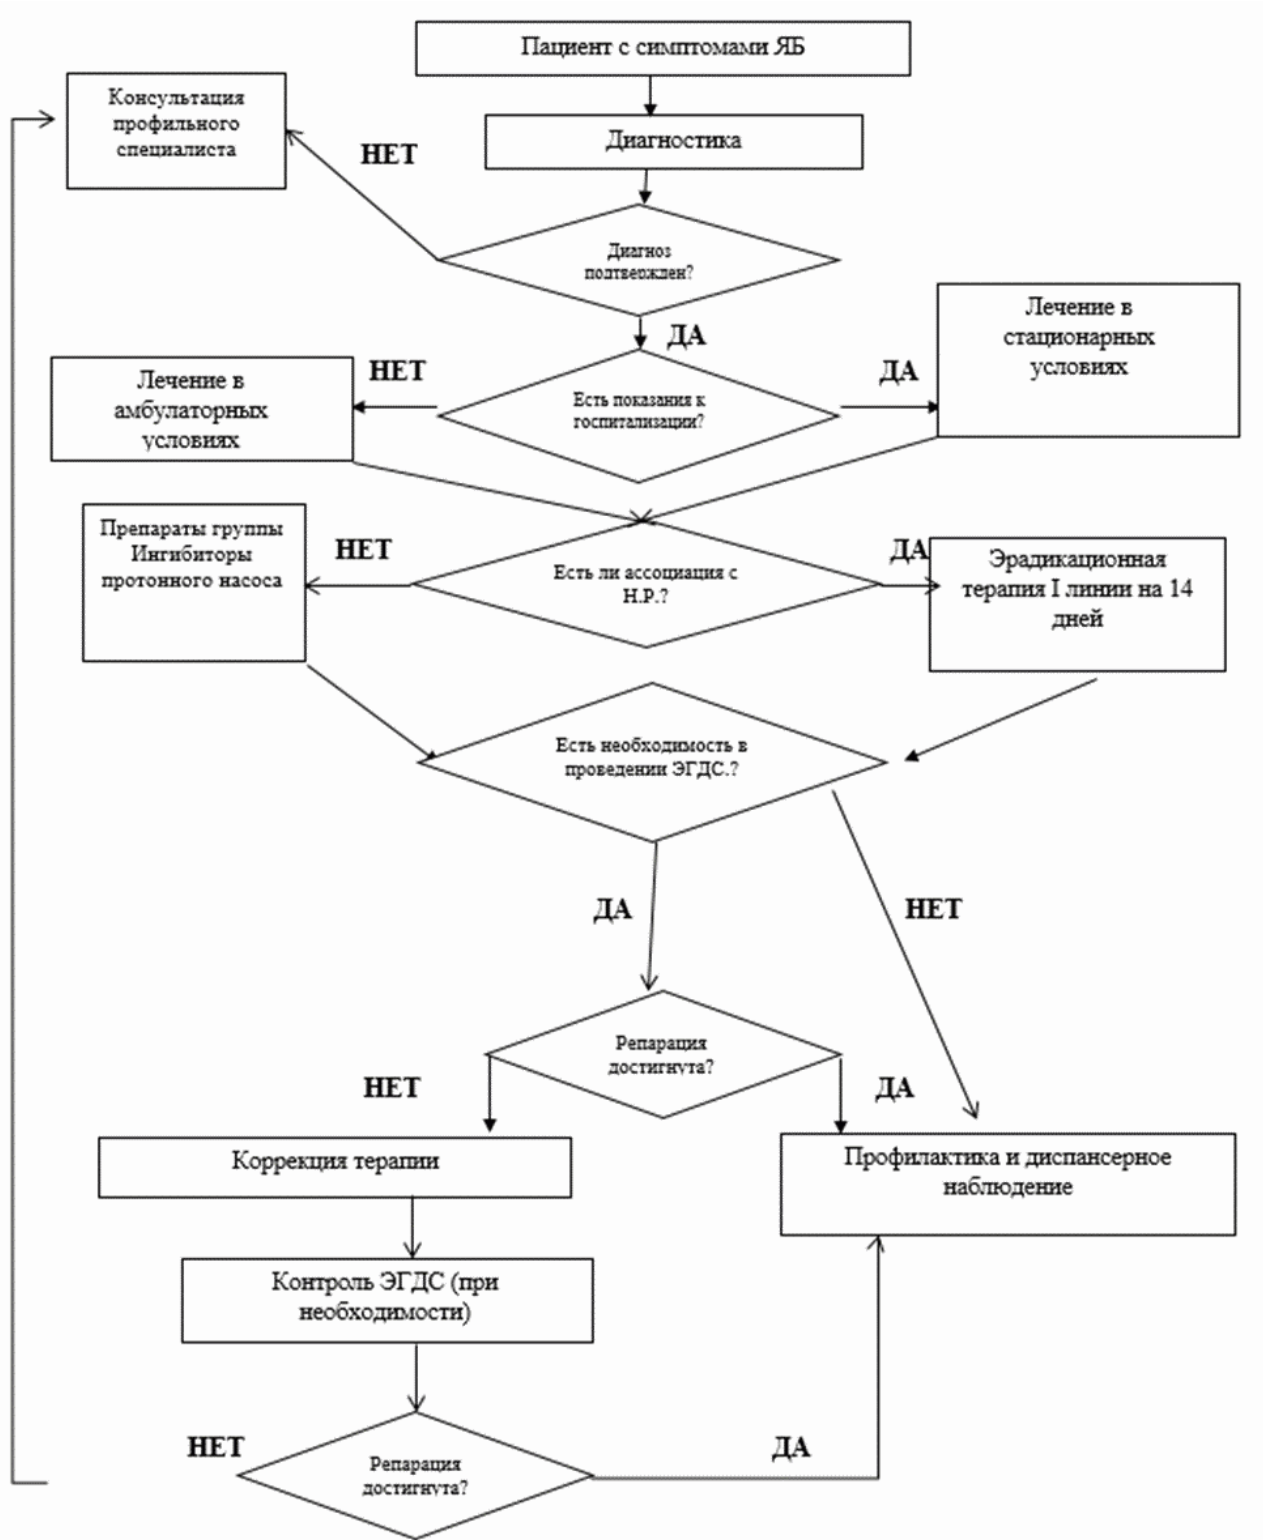 Пациент с симптомами ЯБ
Консультация
профильного
специалиста
НЕТ
Диагностика
Диагноз
подтвержден?
ДА
Лечение в
стационарных
условиях
НЕТ
ДА
Лечение в
амбулаторных
условиях
Есть показания к
госпитализации?
Препараты группы
Ингибиторы
протонного насоса
НЕТ
ДА
Есть ли ассоциация с
Н.Р.?
Эрадикационная
терапия I линии на 14
дней
Есть необходимость в
проведении ЭГДС.?
ДА
НЕТ
Репарация
достигнута?
НЕТ
ДА
Коррекция терапии
Профилактика и диспансерное
наблюдение
Контроль ЭГДС (при
необходимости)
НЕТ
ДА
Репарация
достигнута?